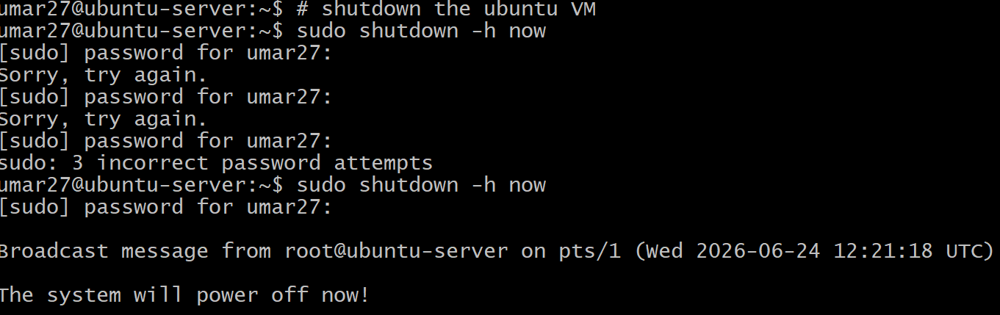 umar27@ubuntu-server:~$ # shutdown the ubuntu VM
umar27@ubuntu-server:~$ sudo shutdown -h now
[sudo] password for umar27:
Sorry, try again.
[sudo] password for umar27:
Sorry, try again.
[sudo] password for umar27:
sudo: 3 incorrect password attempts
umar27@ubuntu-server:~$ sudo shutdown -h now
[sudo] password for umar27:
Broadcast message from root@ubuntu-server on pts/1 (Wed 2026-06-24 12:21:18 UTC)
The system will power off now!